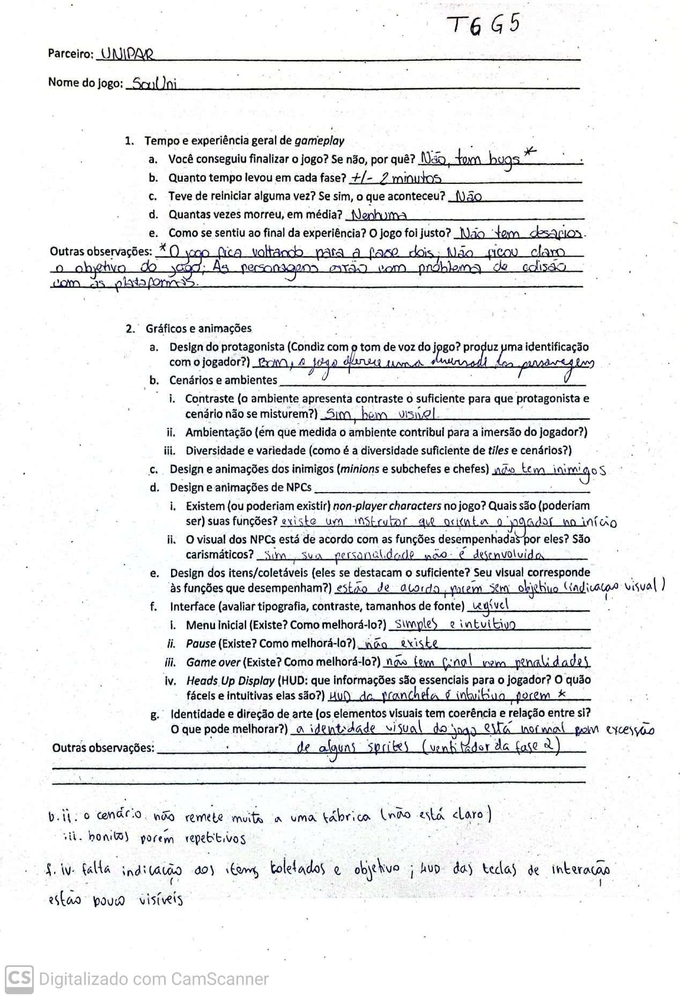 T6 G5
Parceiro: UNIPAR
Nome do jogo: SouUni
1. Tempo e experiência geral de gameplay
a. Você conseguiu finalizar o jogo? Se não, por quê? Não, tem bugs*
b. Quanto tempo levou em cada fase? +/- 2 minutos
c. Teve de reiniciar alguma vez? Se sim, o que aconteceu? Não
d. Quantas vezes morreu, em média? Nenhuma
e. Como se sentiu ao final da experiência? O jogo foi justo? Não tem desafios.
Outras observações: *O jogo fica voltando para a fase dois; Não ficou claro
o objetivo do jogo; As personagens estão com problema de colisão
com as plataformas.
2. Gráficos e animações
a. Design do protagonista (Condiz com o tom de voz do jogo? produz uma identificação
com o jogador?) Bom, o jogo oferece uma dos personagens
b. Cenários e ambientes
i. Contraste (o ambiente apresenta contraste o suficiente para que protagonista e
cenário não se misturem?) Sim, bem visível.
ii. Ambientação (em que medida o ambiente contribui para a imersão do jogador?)
iii. Diversidade e variedade (como é a diversidade suficiente de tiles e cenários?)
c. Design e animações dos inimigos (minions e subchefes e chefes) não tem inimigos
d. Design e animações de NPCs
i. Existem (ou poderiam existir) non-player characters no jogo? Quais são (poderiam
ser) suas funções? existe um instrutor que orienta o jogador no início
ii. O visual dos NPCs está de acordo com as funções desempenhadas por eles? São
carismáticos? Sim, sua personalidade não é desenvolvida
e. Design dos itens/coletáveis (eles se destacam o suficiente? Seu visual corresponde
às funções que desempenham?) estão de acordo, porém sem objetivo (indicação visual)
f. Interface (avaliar tipografia, contraste, tamanhos de fonte) legível
i. Menu Inicial (Existe? Como melhorá-lo?) simples e intuitivo
ii. Pause (Existe? Como melhorá-lo?) não existe
iii. Game over (Existe? Como melhorá-lo?) não tem final nem penalidades
iv. Heads Up Display (HUD: que informações são essenciais para o jogador? O quão
fáceis e intuitivas elas são?) HUD da prancheta é intuitivo, porem *
g. Identidade e direção de arte (os elementos visuais tem coerência e relação entre si?
O que pode melhorar?) a identidade visual do jogo está normal com excessão
Outras observações: de alguns sprites (ventilador da fase 2)
b.ii. o cenário não remete muito a uma fábrica (não está claro)
iii. bonitos porém repetitivos
f. iv. falta indicação dos itens coletados e objetivo ; HUD das teclas de interação
estão pouco visíveis
CS Digitalizado com CamScanner